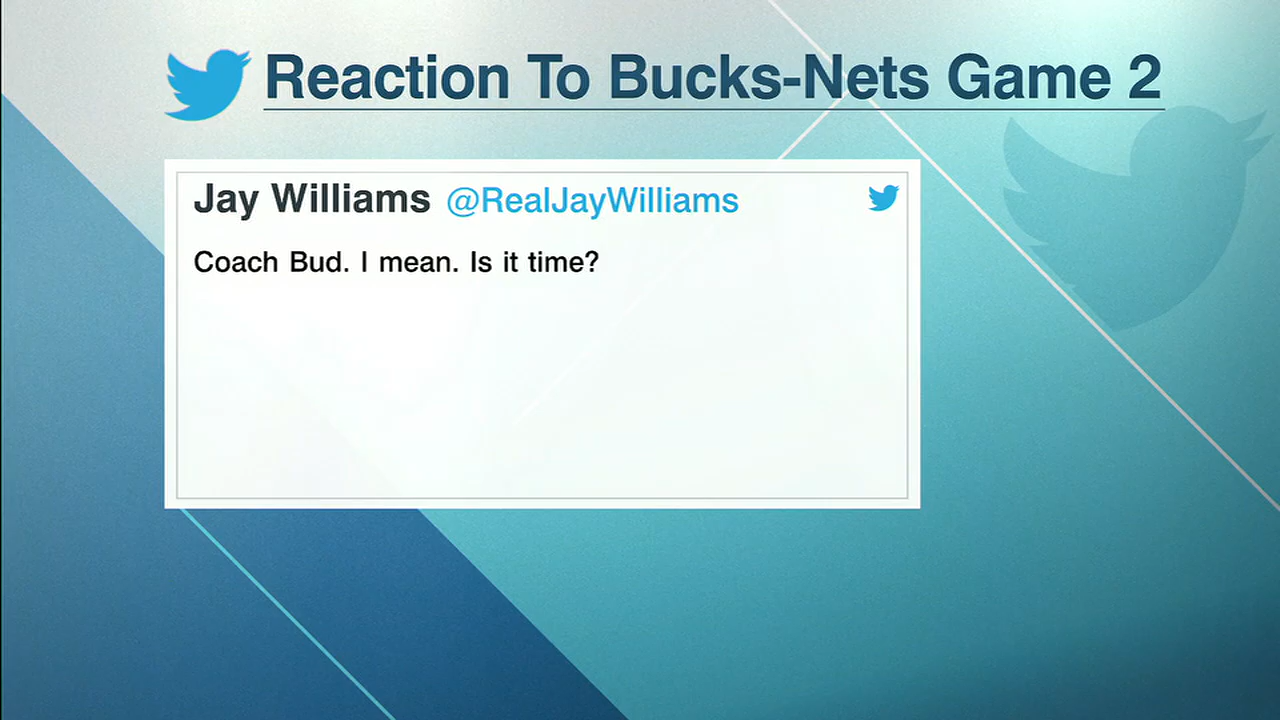 Reaction To Bucks-Nets Game 2
Jay Williams @RealJayWilliams
Coach Bud. I mean. Is it time?